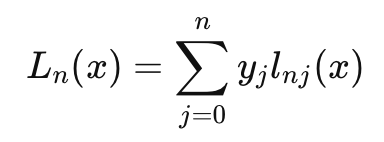 $$L_n(x) = \sum_{j=0}^{n} y_j l_{nj}(x)$$